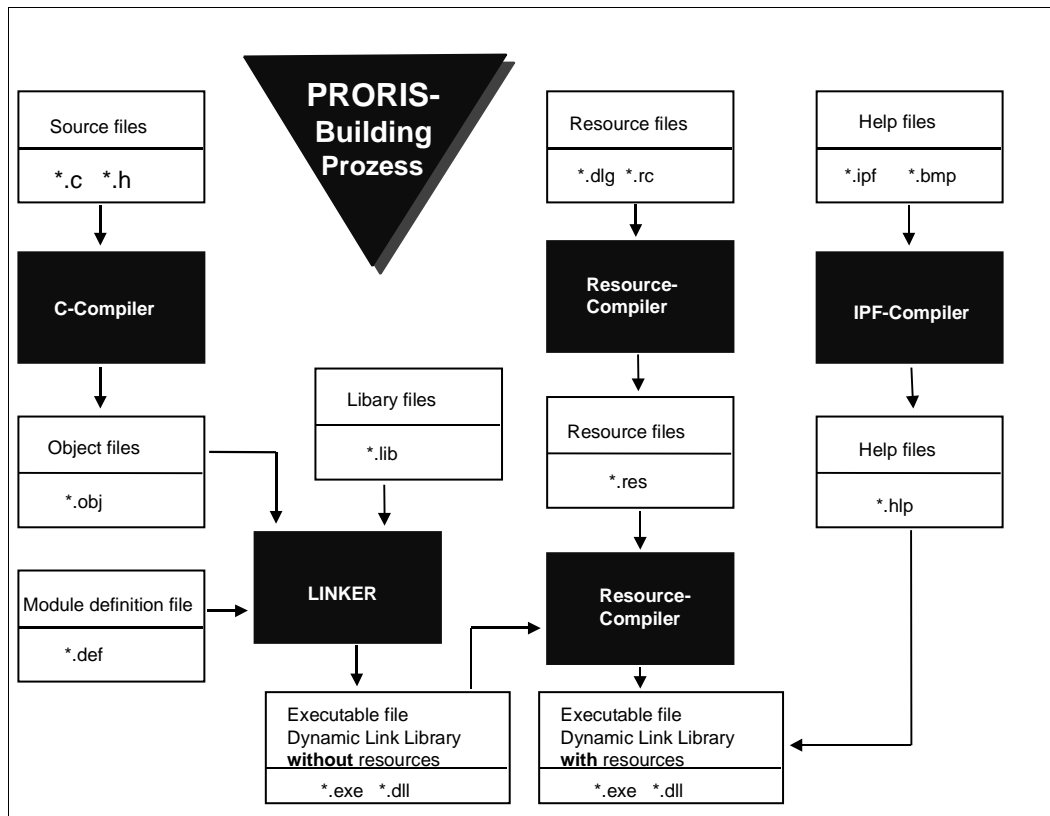 PRORIS-
Building
Prozess
Source files
*.c *.h
C-Compiler
Object files
*.obj
Module definition file
*.def
Libary files
*.lib
LINKER
Executable file
Dynamic Link Library
without resources
*.exe *.dll
Resource files
*.dlg *.rc
Resource-
Compiler
Resource files
*.res
Resource-
Compiler
Executable file
Dynamic Link Library
with resources
*.exe *.dll
Help files
*.ipf *.bmp
IPF-Compiler
Help files
*.hlp